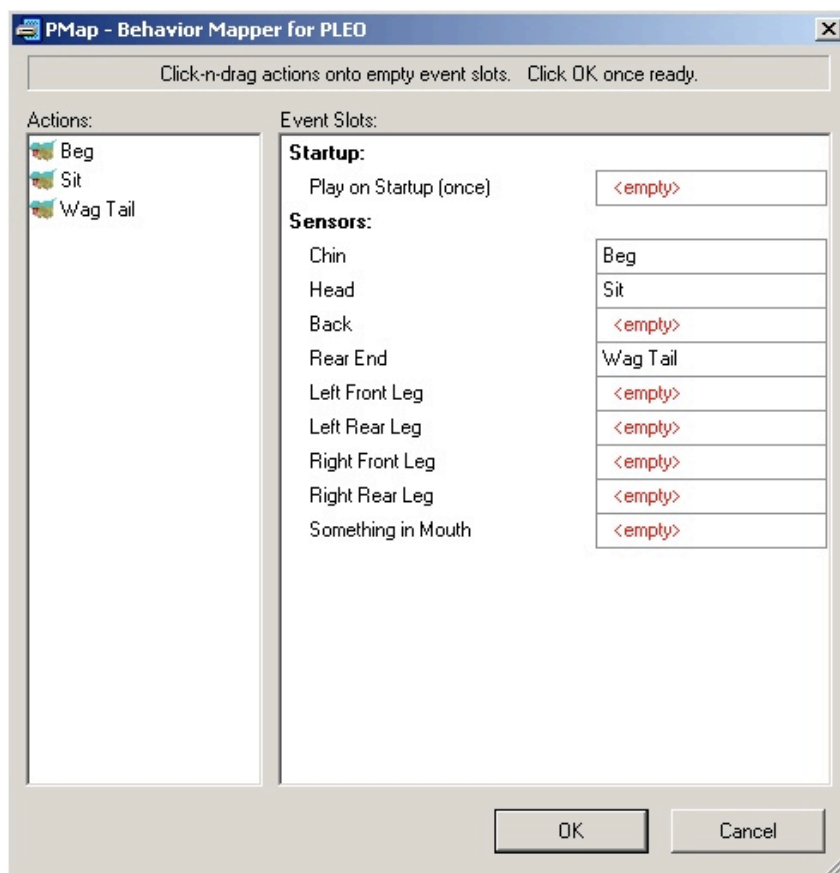 PMap - Behavior Mapper for PLEO
Click-n-drag actions onto empty event slots. Click OK once ready.
Actions:
Beg
Sit
Wag Tail
Event Slots:
Startup:
Play on Startup (once) <empty>
Sensors:
Chin Beg
Head Sit
Back <empty>
Rear End Wag Tail
Left Front Leg <empty>
Left Rear Leg <empty>
Right Front Leg <empty>
Right Rear Leg <empty>
Something in Mouth <empty>
OK Cancel